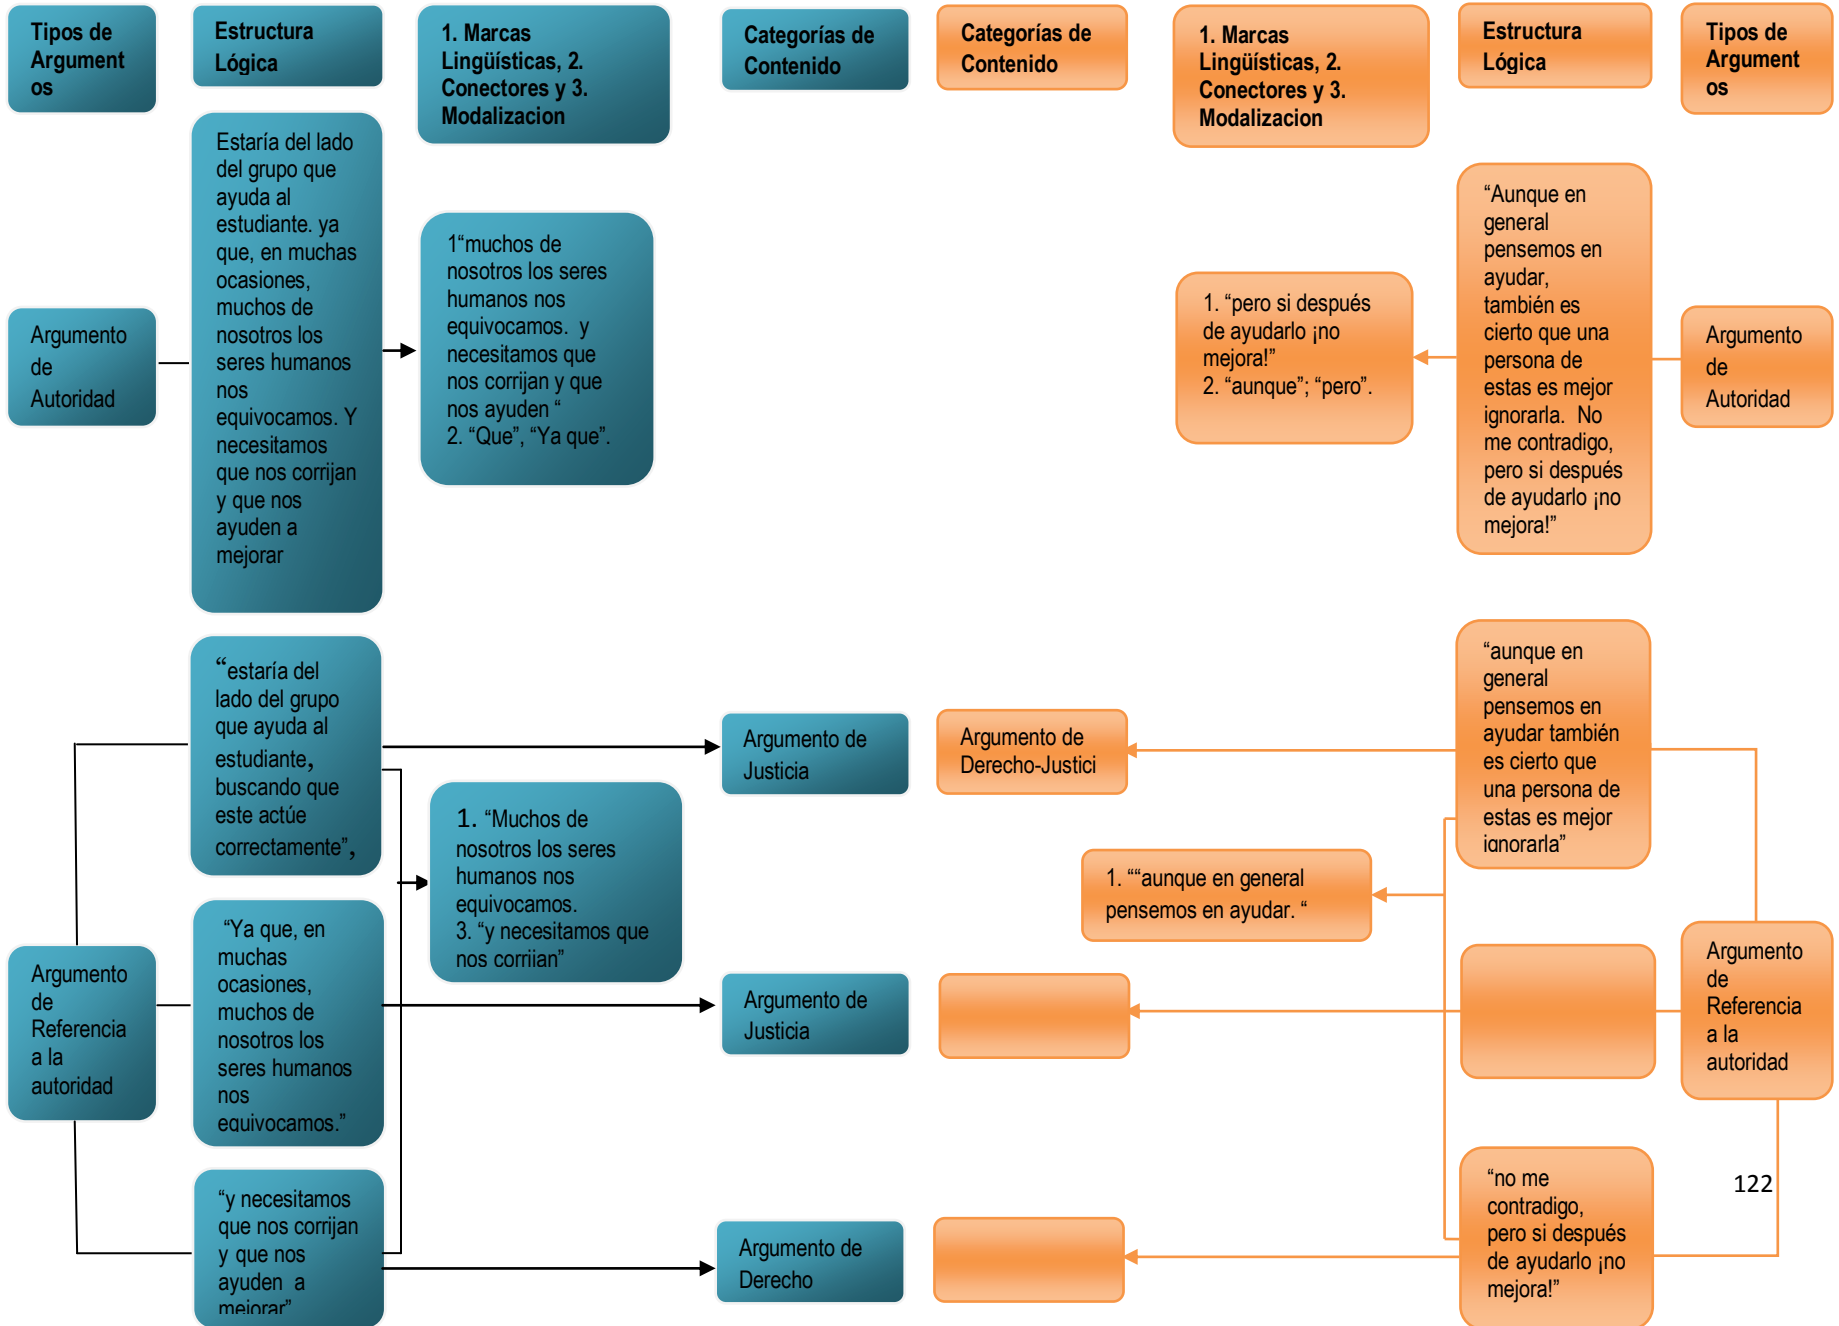 Tipos de
Argument
os
Estructura
Lógica
1. Marcas
Lingüísticas, 2.
Conectores y 3.
Modalizacion
Categorías de
Contenido
Categorías de
Contenido
1. Marcas
Lingüísticas, 2.
Conectores y 3.
Modalizacion
Estructura
Lógica
Tipos de
Argument
os
Argumento
de
Autoridad
Estaría del lado
del grupo que
ayuda al
estudiante. ya
que, en muchas
ocasiones,
muchos de
nosotros los
seres humanos
nos
equivocamos. Y
necesitamos
que nos corrijan
y que nos
ayuden a
mejorar
1“muchos de
nosotros los seres
humanos nos
equivocamos. y
necesitamos que
nos corrijan y que
nos ayuden “
2. “Que”, “Ya que”.
1. “pero si después
de ayudarlo ¡no
mejora!”
2. “aunque”; “pero”.
“Aunque en
general
pensemos en
ayudar,
también es
cierto que una
persona de
estas es mejor
ignorarla. No
me contradigo,
pero si después
de ayudarlo ¡no
mejora!”
Argumento
de
Autoridad
Argumento
de
Referencia
a la
autoridad
“estaría del
lado del grupo
que ayuda al
estudiante,
buscando que
este actúe
correctamente”,
“Ya que, en
muchas
ocasiones,
muchos de
nosotros los
seres humanos
nos
equivocamos.”
“y necesitamos
que nos corrijan
y que nos
ayuden a
mejorar”
1. “Muchos de
nosotros los seres
humanos nos
equivocamos.
3. “y necesitamos que
nos corrijan”
Argumento de
Justicia
Argumento de
Justicia
Argumento de
Derecho
Argumento de
Derecho-Justici
1. ““aunque en general
pensemos en ayudar. “
“aunque en
general
pensemos en
ayudar también
es cierto que
una persona de
estas es mejor
ignorarla”
“no me
contradigo,
pero si después
de ayudarlo ¡no
mejora!”
Argumento
de
Referencia
a la
autoridad
122